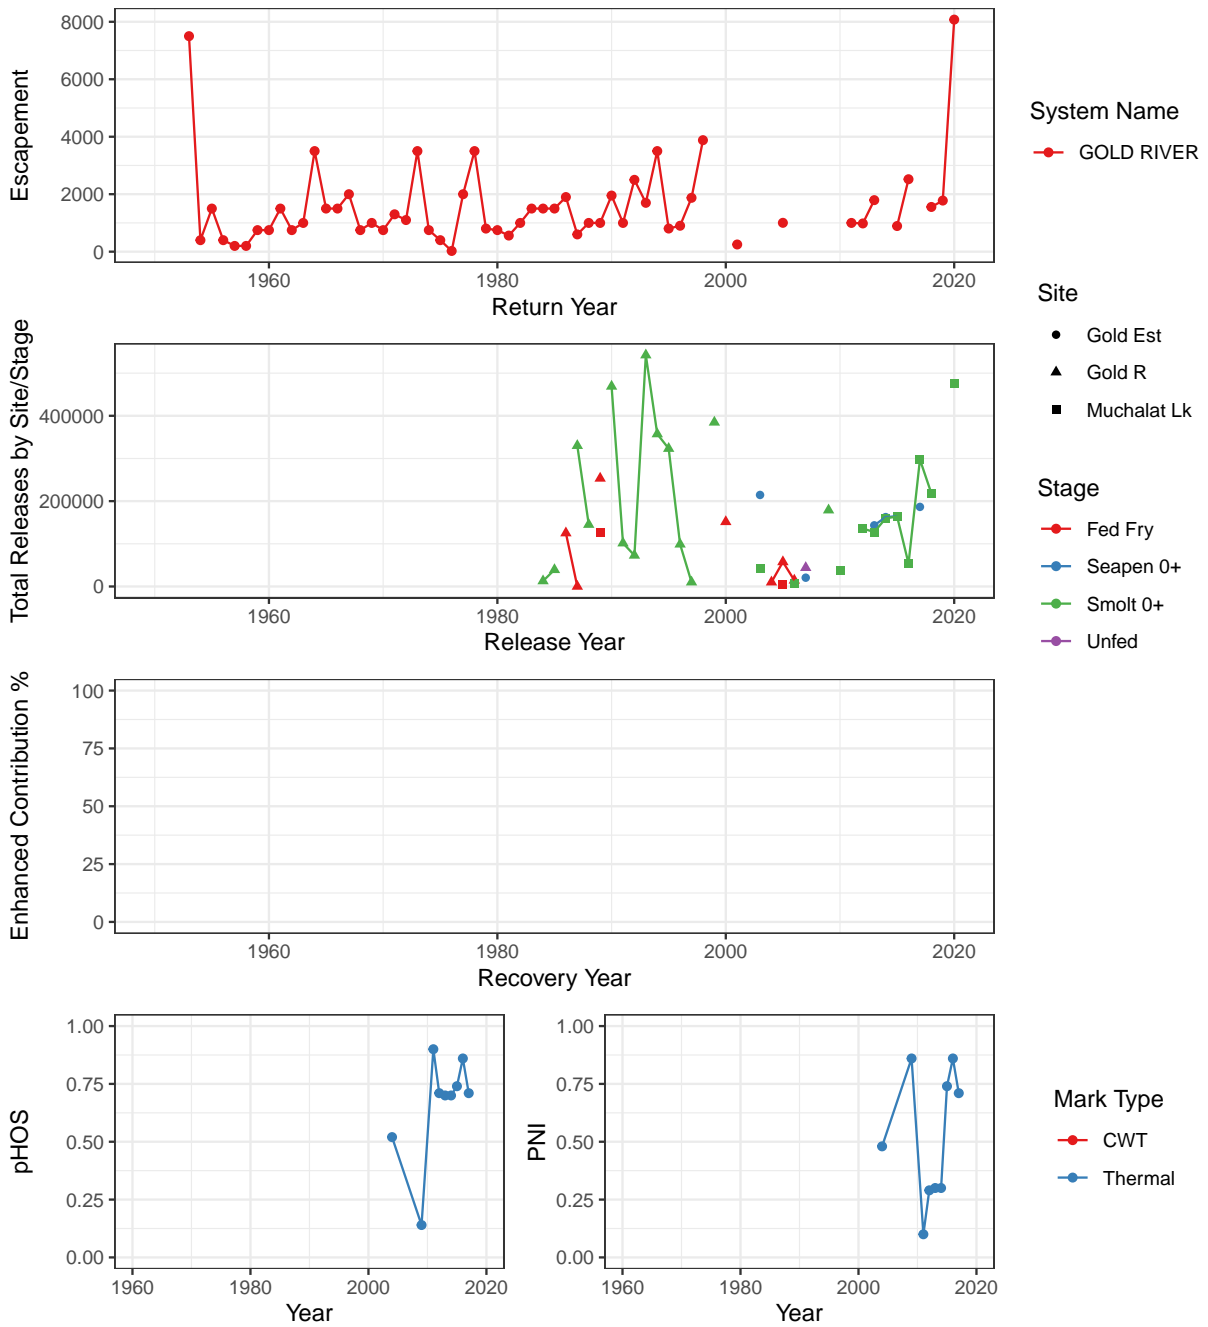 Escapement
8000
6000
4000
2000
0
1960
1980
2000
2020
Return Year
System Name
GOLD RIVER
Site
Gold Est
Gold R
Muchalat Lk
Total Releases by Site/Stage
400000
200000
0
1960
1980
2000
2020
Release Year
Stage
Fed Fry
Seapen 0+
Smolt 0+
Unfed
Enhanced Contribution %
100
75
50
25
0
1960
1980
2000
2020
Recovery Year
pHOS
1.00
0.75
0.50
0.25
0.00
1960
1980
2000
2020
Year
PNI
1.00
0.75
0.50
0.25
0.00
1960
1980
2000
2020
Year
Mark Type
CWT
Thermal